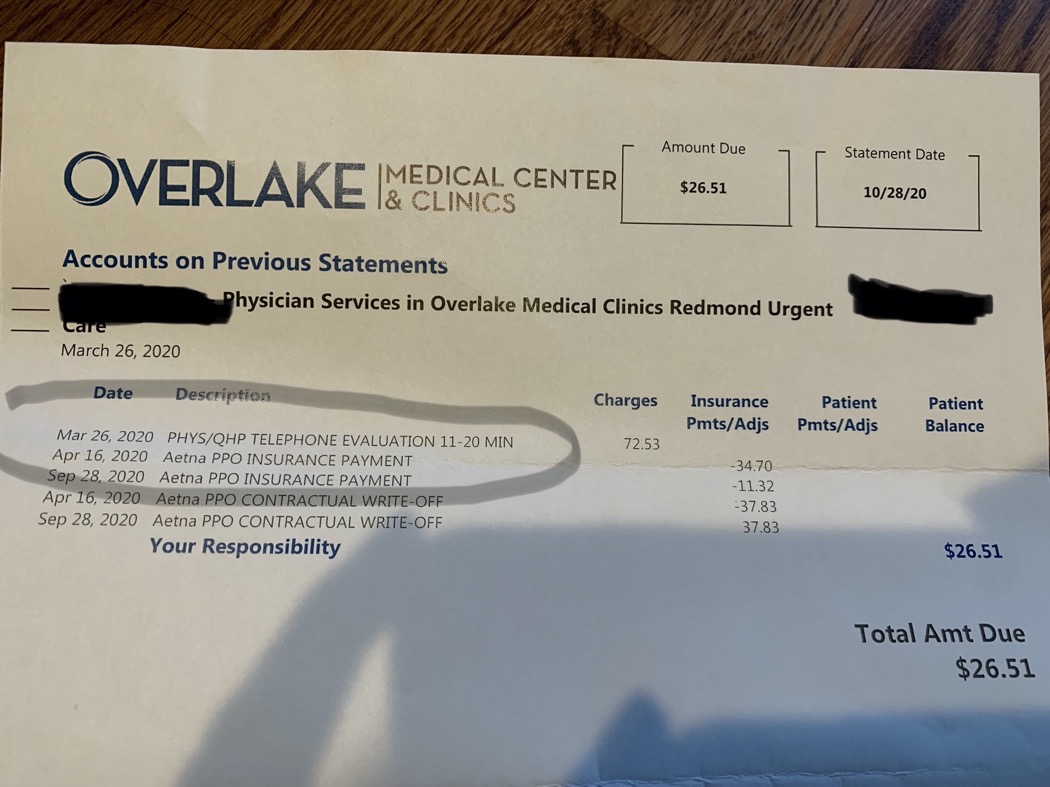 OVERLAKE MEDICAL CENTER
& CLINICS
Amount Due
$26.51
Statement Date
10/28/20
Accounts on Previous Statements
Physician Services in Overlake Medical Clinics Redmond Urgent
Care
March 26, 2020
Date Description Charges Insurance Pmts/Adjs Patient Pmts/Adjs Patient Balance
Mar 26, 2020 PHYS/QHP TELEPHONE EVALUATION 11-20 MIN 72.53
Apr 16, 2020 Aetna PPO INSURANCE PAYMENT -34.70
Sep 28, 2020 Aetna PPO INSURANCE PAYMENT -11.32
Apr 16, 2020 Aetna PPO CONTRACTUAL WRITE-OFF -37.83
Sep 28, 2020 Aetna PPO CONTRACTUAL WRITE-OFF 37.83
Your Responsibility $26.51
Total Amt Due
$26.51